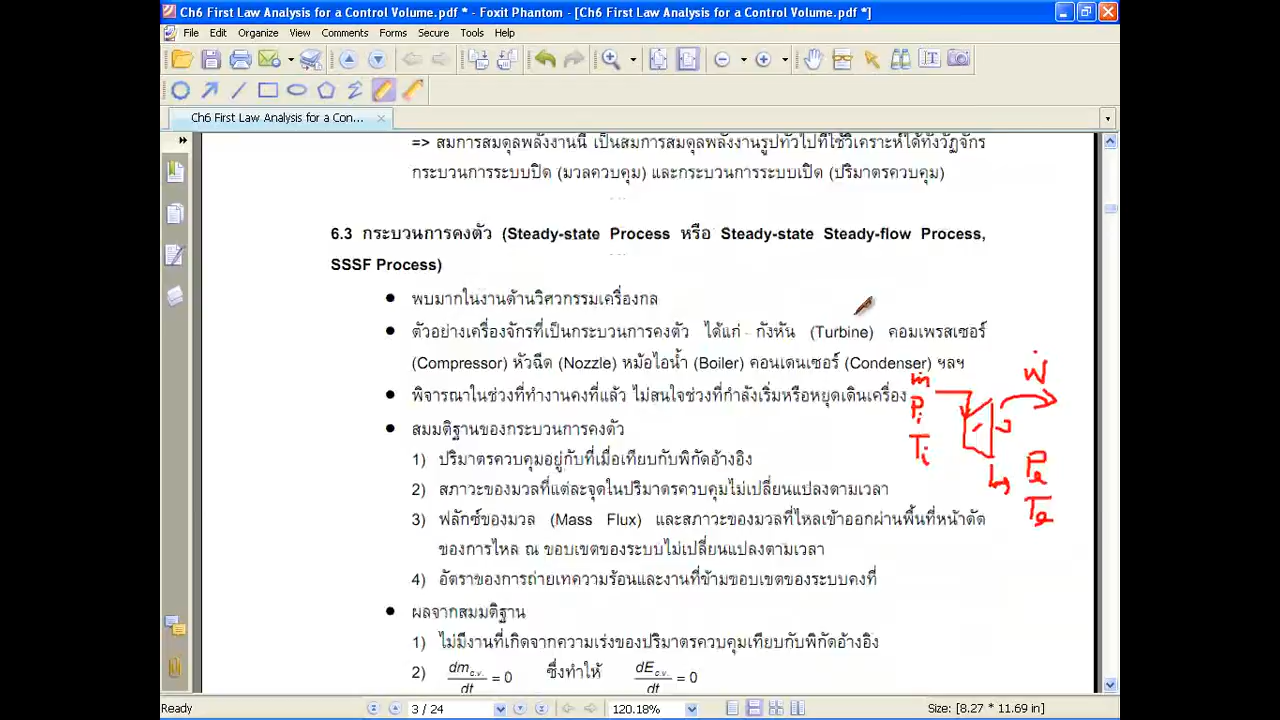 Ch6 First Law Analysis for a Control Volume.pdf * - Foxit Phantom - [Ch6 First Law Analysis for a Control Volume.pdf *]
File Edit Organize View Comments Forms Secure Tools Help
Ch6 First Law Analysis for a Con...
=> สมการสมดุลพลังงานนี้ เป็นสมการสมดุลพลังงานรูปทั่วไปที่ใช้วิเคราะห์ได้ทั้งวัฏจักร
กระบวนการระบบปิด (มวลควบคุม) และกระบวนการระบบเปิด (ปริมาตรควบคุม)
6.3 กระบวนการคงตัว (Steady-state Process หรือ Steady-state Steady-flow Process,
SSSF Process)
● พบมากในงานด้านวิศวกรรมเครื่องกล
● ตัวอย่างเครื่องจักรที่เป็นกระบวนการคงตัว ได้แก่ กังหัน (Turbine) คอมเพรสเซอร์
(Compressor) หัวฉีด (Nozzle) หม้อไอน้ำ (Boiler) คอนเดนเซอร์ (Condenser) ฯลฯ
● พิจารณาในช่วงที่ทำงานคงที่แล้ว ไม่สนใจช่วงที่กำลังเริ่มหรือหยุดเดินเครื่อง
● สมมติฐานของกระบวนการคงตัว
1) ปริมาตรควบคุมอยู่กับที่เมื่อเทียบกับพิกัดอ้างอิง
2) สภาวะของมวลที่แต่ละจุดในปริมาตรควบคุมไม่เปลี่ยนแปลงตามเวลา
3) ฟลักซ์ของมวล (Mass Flux) และสภาวะของมวลที่ไหลเข้าออกผ่านพื้นที่หน้าตัด
ของการไหล ณ ขอบเขตของระบบไม่เปลี่ยนแปลงตามเวลา
4) อัตราของการถ่ายเทความร้อนและงานที่ข้ามขอบเขตของระบบคงที่
● ผลจากสมมติฐาน
1) ไม่มีงานที่เกิดจากความเร่งของปริมาตรควบคุมเทียบกับพิกัดอ้างอิง
2) dm_c.v./dt = 0 ซึ่งทำให้ dE_c.v./dt = 0
ṁ
Pi
Ti
Ẇ
Pe
Te
Ready 3 / 24 120.18% Size: [8.27 * 11.69 in]